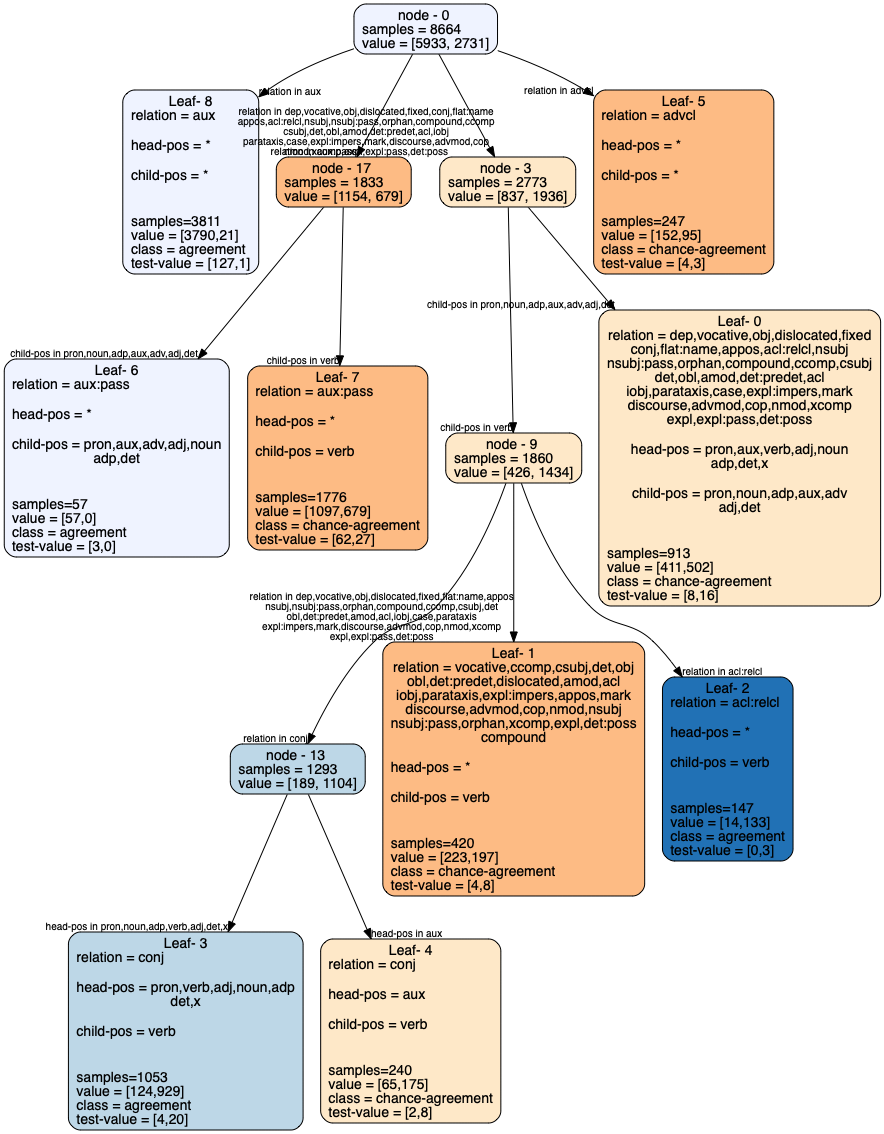 node - 0
samples = 8664
value = [5933, 2731]
relation in aux
relation in dep,vocative,obj,dislocated,fixed,conj,flat:name
appos,acl:relcl,nsubj,nsubj:pass,orphan,compound,ccomp
csubj,det,obl,amod,det:predet,acl,iobj
parataxis,case,expl:impers,mark,discourse,advmod,cop
nmod,xcomp,expl,expl:pass,det:poss
relation in advcl
Leaf- 8
relation = aux
head-pos = *
child-pos = *
samples=3811
value = [3790,21]
class = agreement
test-value = [127,1]
node - 17
samples = 1833
value = [1154, 679]
node - 3
samples = 2773
value = [837, 1936]
Leaf- 5
relation = advcl
head-pos = *
child-pos = *
samples=247
value = [152,95]
class = chance-agreement
test-value = [4,3]
child-pos in pron,noun,adp,aux,adv,adj,det
child-pos in verb
child-pos in pron,noun,adp,aux,adv,adj,det
Leaf- 6
relation = aux:pass
head-pos = *
child-pos = pron,aux,adv,adj,noun
adp,det
samples=57
value = [57,0]
class = agreement
test-value = [3,0]
Leaf- 7
relation = aux:pass
head-pos = *
child-pos = verb
samples=1776
value = [1097,679]
class = chance-agreement
test-value = [62,27]
child-pos in verb
node - 9
samples = 1860
value = [426, 1434]
Leaf- 0
relation = dep,vocative,obj,dislocated,fixed
conj,flat:name,appos,acl:relcl,nsubj
nsubj:pass,orphan,compound,ccomp,csubj
det,obl,amod,det:predet,acl
iobj,parataxis,case,expl:impers,mark
discourse,advmod,cop,nmod,xcomp
expl,expl:pass,det:poss
head-pos = pron,aux,verb,adj,noun
adp,det,x
child-pos = pron,noun,adp,aux,adv
adj,det
samples=913
value = [411,502]
class = chance-agreement
test-value = [8,16]
relation in dep,vocative,obj,dislocated,fixed,flat:name,appos
nsubj,nsubj:pass,orphan,compound,ccomp,csubj,det
obl,det:predet,amod,acl,iobj,case,parataxis
expl:impers,mark,discourse,advmod,cop,nmod,xcomp
expl,expl:pass,det:poss
relation in conj
relation in acl:relcl
node - 13
samples = 1293
value = [189, 1104]
Leaf- 1
relation = vocative,ccomp,csubj,det,obj
obl,det:predet,dislocated,amod,acl
iobj,parataxis,expl:impers,appos,mark
discourse,advmod,cop,nmod,nsubj
nsubj:pass,orphan,xcomp,expl,det:poss
compound
head-pos = *
child-pos = verb
samples=420
value = [223,197]
class = chance-agreement
test-value = [4,8]
Leaf- 2
relation = acl:relcl
head-pos = *
child-pos = verb
samples=147
value = [14,133]
class = agreement
test-value = [0,3]
head-pos in pron,noun,adp,verb,adj,det,x
head-pos in aux
Leaf- 3
relation = conj
head-pos = pron,verb,adj,noun,adp
det,x
child-pos = verb
samples=1053
value = [124,929]
class = agreement
test-value = [4,20]
Leaf- 4
relation = conj
head-pos = aux
child-pos = verb
samples=240
value = [65,175]
class = chance-agreement
test-value = [2,8]